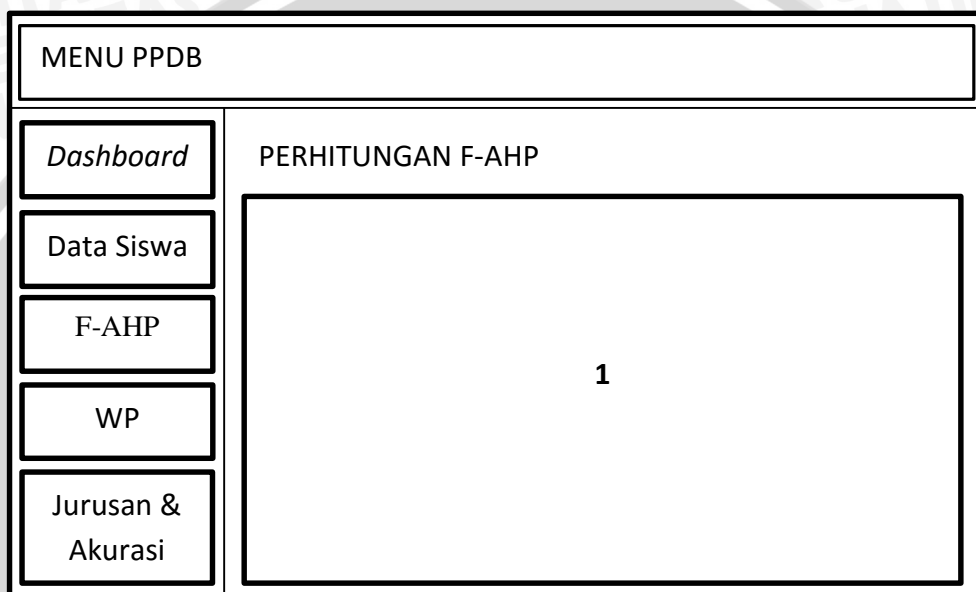 MENU PPDB
Dashboard
Data Siswa
F-AHP
WP
Jurusan &
Akurasi
PERHITUNGAN F-AHP
1